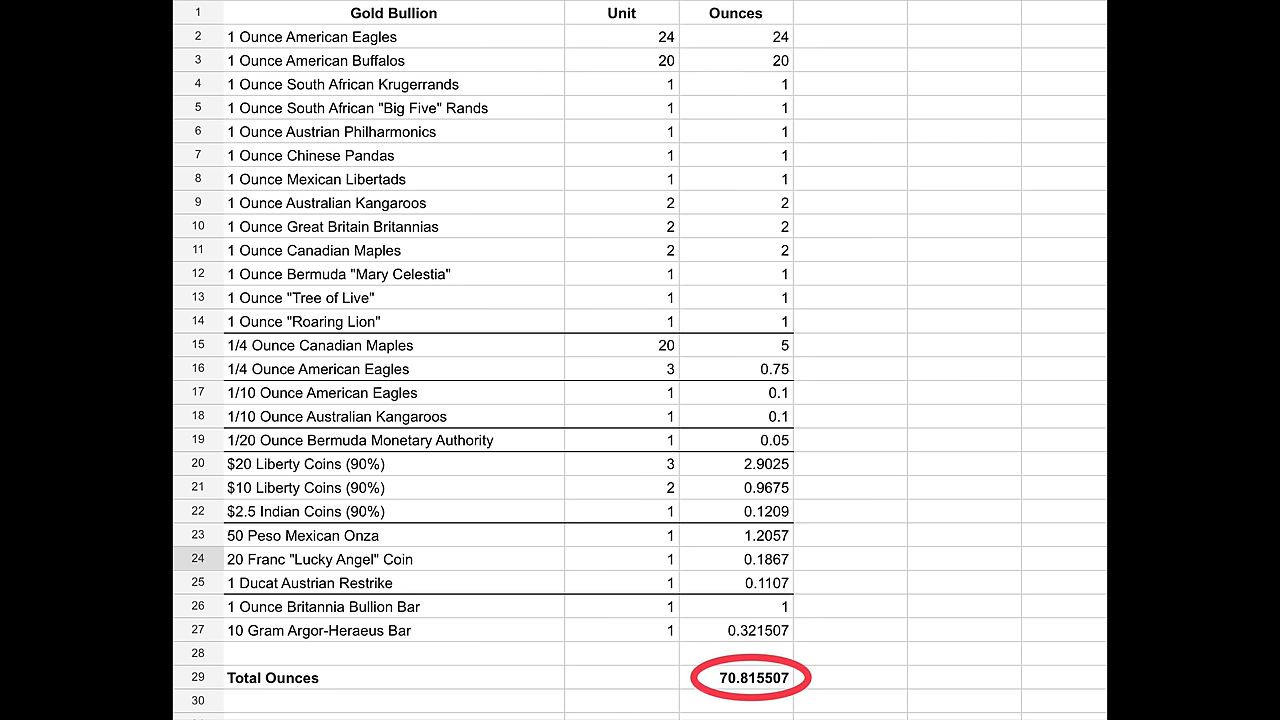 1 Gold Bullion Unit Ounces
2 1 Ounce American Eagles 24 24
3 1 Ounce American Buffalos 20 20
4 1 Ounce South African Krugerrands 1 1
5 1 Ounce South African "Big Five" Rands 1 1
6 1 Ounce Austrian Philharmonics 1 1
7 1 Ounce Chinese Pandas 1 1
8 1 Ounce Mexican Libertads 1 1
9 1 Ounce Australian Kangaroos 2 2
10 1 Ounce Great Britain Britannias 2 2
11 1 Ounce Canadian Maples 2 2
12 1 Ounce Bermuda "Mary Celestia" 1 1
13 1 Ounce "Tree of Live" 1 1
14 1 Ounce "Roaring Lion" 1 1
15 1/4 Ounce Canadian Maples 20 5
16 1/4 Ounce American Eagles 3 0.75
17 1/10 Ounce American Eagles 1 0.1
18 1/10 Ounce Australian Kangaroos 1 0.1
19 1/20 Ounce Bermuda Monetary Authority 1 0.05
20 $20 Liberty Coins (90%) 3 2.9025
21 $10 Liberty Coins (90%) 2 0.9675
22 $2.5 Indian Coins (90%) 1 0.1209
23 50 Peso Mexican Onza 1 1.2057
24 20 Franc "Lucky Angel" Coin 1 0.1867
25 1 Ducat Austrian Restrike 1 0.1107
26 1 Ounce Britannia Bullion Bar 1 1
27 10 Gram Argor-Heraeus Bar 1 0.321507
28
29 Total Ounces 70.815507
30